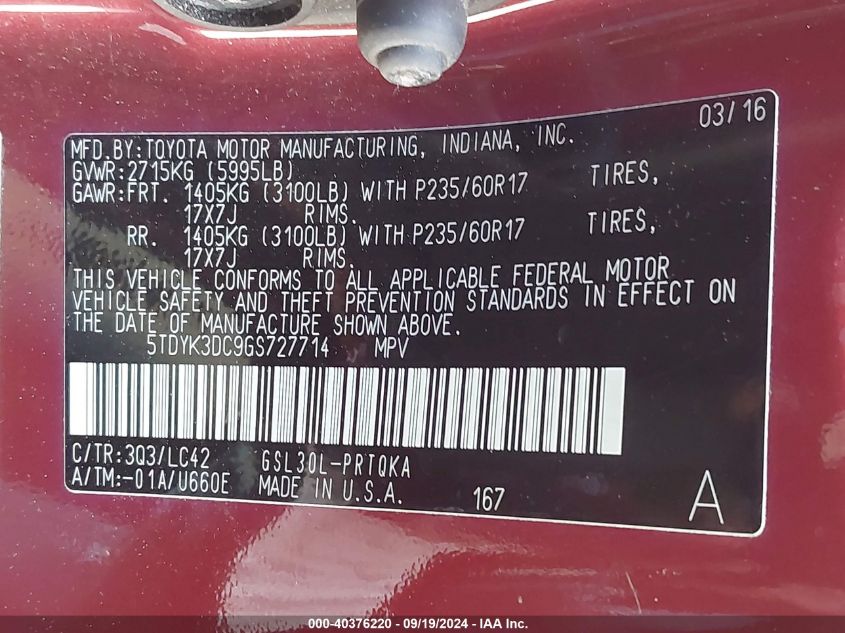 03/16
MFD.BY:TOYOTA MOTOR MANUFACTURING, INDIANA, INC.
GVWR:2715KG (5995LB)
GAWR:FRT. 1405KG (3100LB) WITH P235/60R17 TIRES,
17X7J RIMS.
RR. 1405KG (3100LB) WITH P235/60R17 TIRES,
17X7J RIMS.
THIS VEHICLE CONFORMS TO ALL APPLICABLE FEDERAL MOTOR
VEHICLE SAFETY AND THEFT PREVENTION STANDARDS IN EFFECT ON
THE DATE OF MANUFACTURE SHOWN ABOVE.
5TDYK3DC9GS727714 MPV
C/TR:3Q3/LC42 GSL30L-PRTQKA
A/TM:-01A/U660E MADE IN U.S.A. 167 A
000-40376220 - 09/19/2024 - IAA Inc.